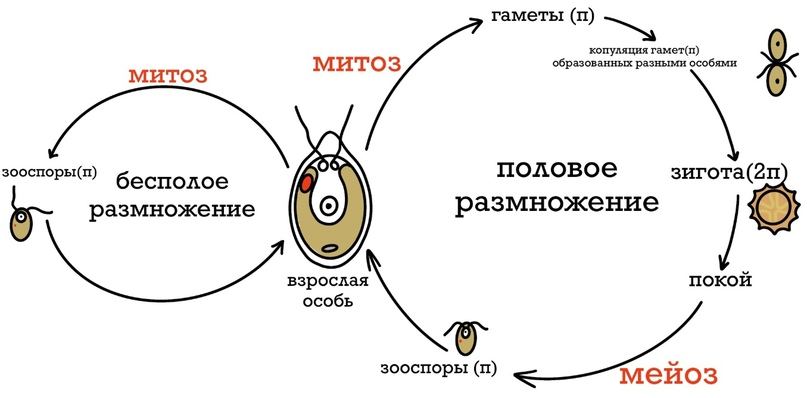 гаметы (п)
митоз
митоз
копуляция гамет(п)
образованных разными особями
зооспоры(п)
бесполое
размножение
половое
размножение
зигота(2п)
взрослая
особь
покой
зооспоры (п)
мейоз